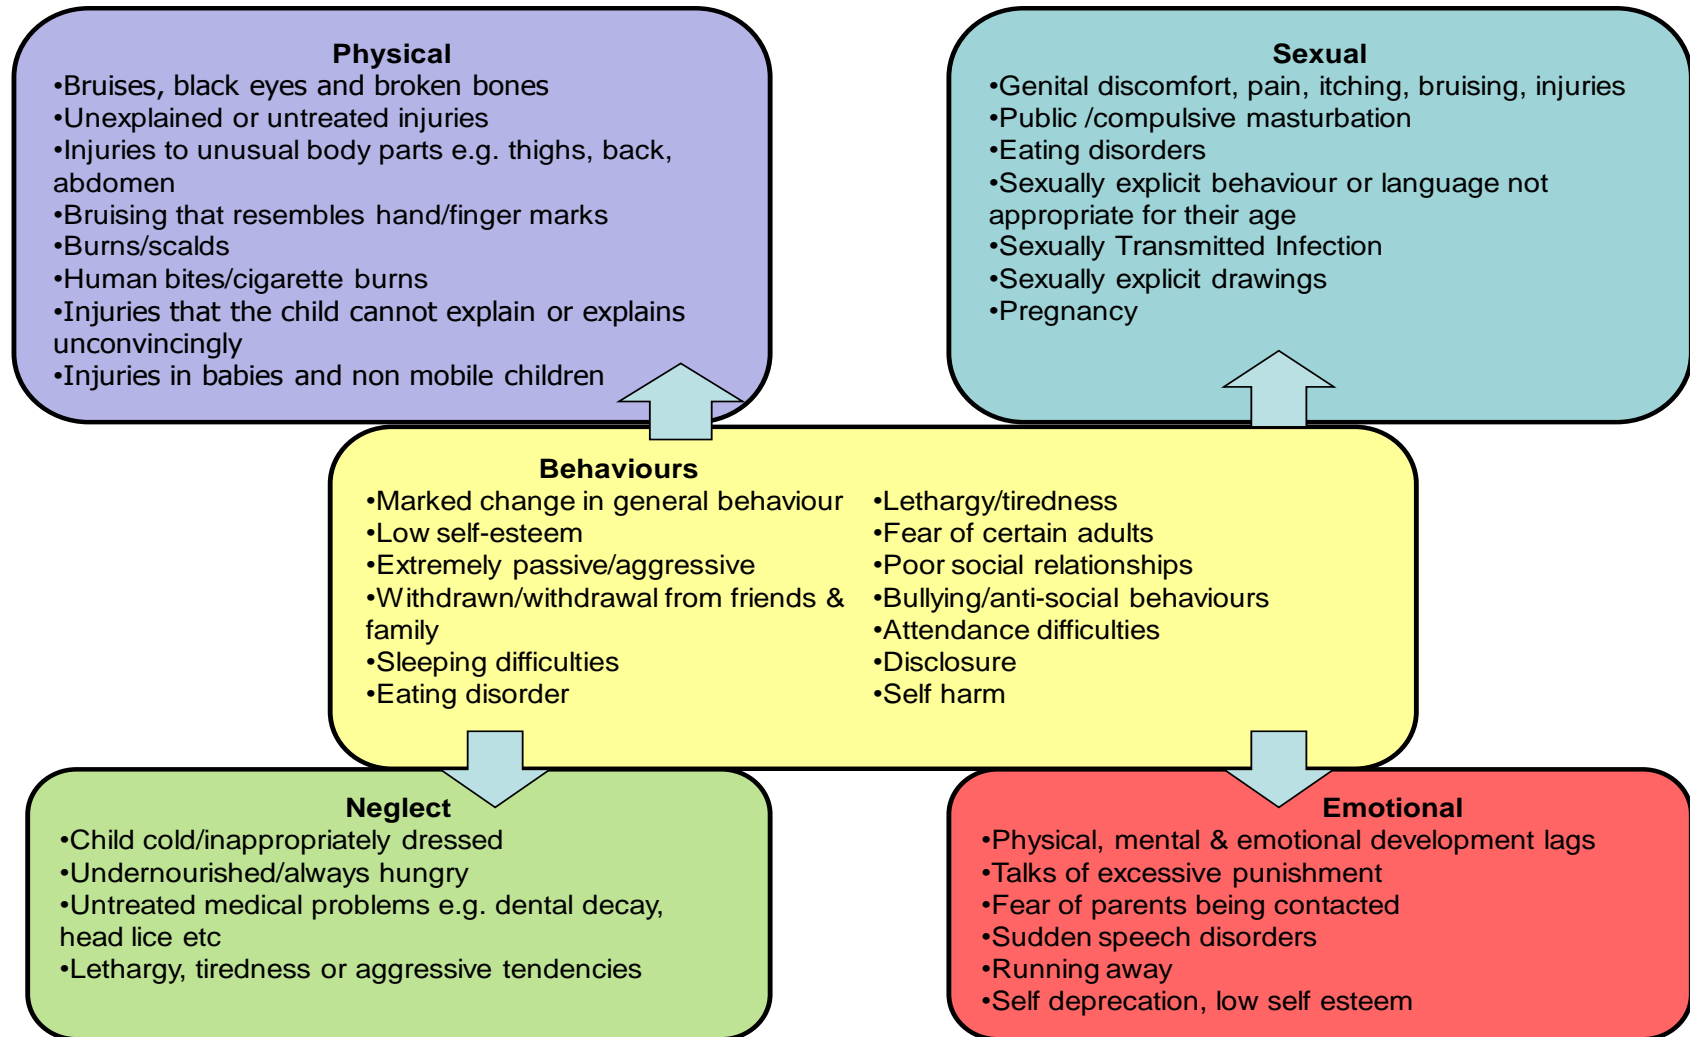 Physical
•Bruises, black eyes and broken bones
•Unexplained or untreated injuries
•Injuries to unusual body parts e.g. thighs, back,
abdomen
•Bruising that resembles hand/finger marks
•Burns/scalds
•Human bites/cigarette burns
•Injuries that the child cannot explain or explains
unconvincingly
•Injuries in babies and non mobile children
Sexual
•Genital discomfort, pain, itching, bruising, injuries
•Public /compulsive masturbation
•Eating disorders
•Sexually explicit behaviour or language not
appropriate for their age
•Sexually Transmitted Infection
•Sexually explicit drawings
•Pregnancy
Behaviours
•Marked change in general behaviour
•Low self-esteem
•Extremely passive/aggressive
•Withdrawn/withdrawal from friends &
family
•Sleeping difficulties
•Eating disorder
•Lethargy/tiredness
•Fear of certain adults
•Poor social relationships
•Bullying/anti-social behaviours
•Attendance difficulties
•Disclosure
•Self harm
Neglect
•Child cold/inappropriately dressed
•Undernourished/always hungry
•Untreated medical problems e.g. dental decay,
head lice etc
•Lethargy, tiredness or aggressive tendencies
Emotional
•Physical, mental & emotional development lags
•Talks of excessive punishment
•Fear of parents being contacted
•Sudden speech disorders
•Running away
•Self deprecation, low self esteem